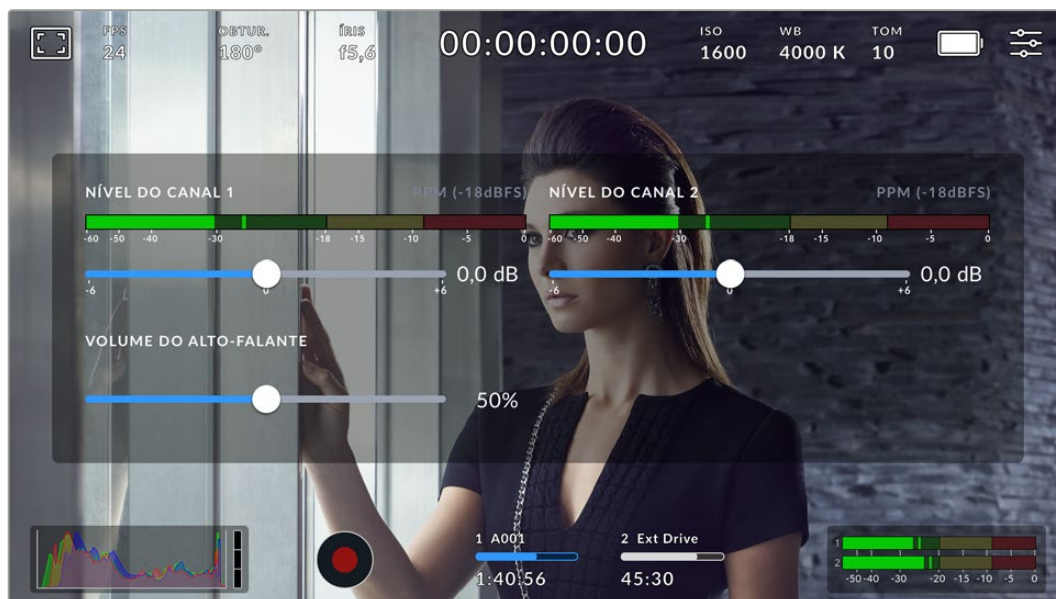 FPS OBTUR. ÍRIS 00:00:00:00 ISO WB TOM
24 180° f5,6 1600 4000 K 10
NÍVEL DO CANAL 1 PPM (-18dBFS) NÍVEL DO CANAL 2 PPM (-18dBFS)
-60 -50 -40 -30 -18 -15 -10 -5 0 -60 -50 -40 -30 -18 -15 -10 -5 0
0,0 dB 0,0 dB
-6 0 +6 -6 0 +6
VOLUME DO ALTO-FALANTE
50%
1 A001 2 Ext Drive
1:40:56 45:30
1
2
-50 -40 -30 -20 -15 -10 -5 0